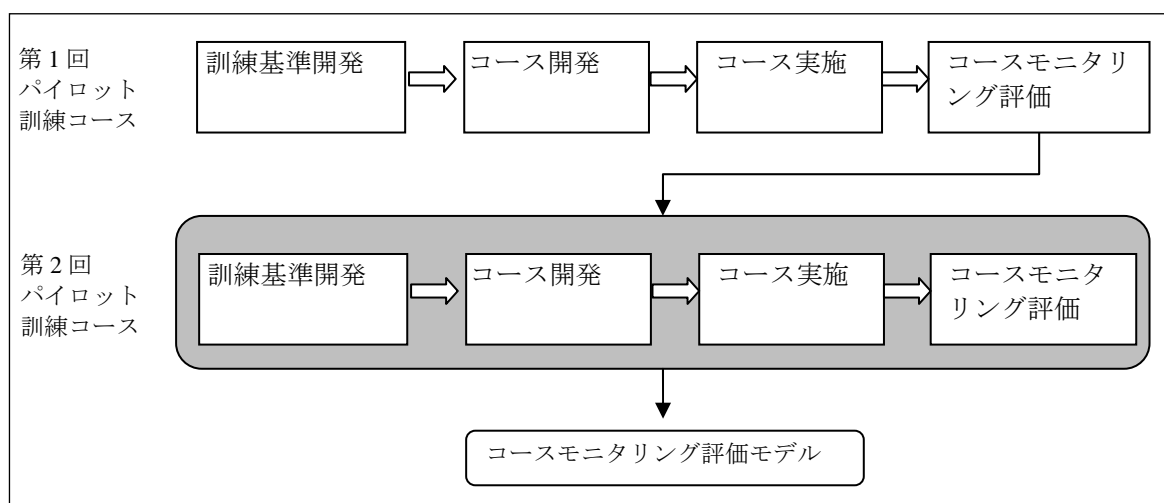 第 1 回
パイロット
訓練コース
訓練基準開発
コース開発
コース実施
コースモニタリ
ング評価
第 2 回
パイロット
訓練コース
訓練基準開発
コース開発
コース実施
コースモニタ
リング評価
コースモニタリング評価モデル